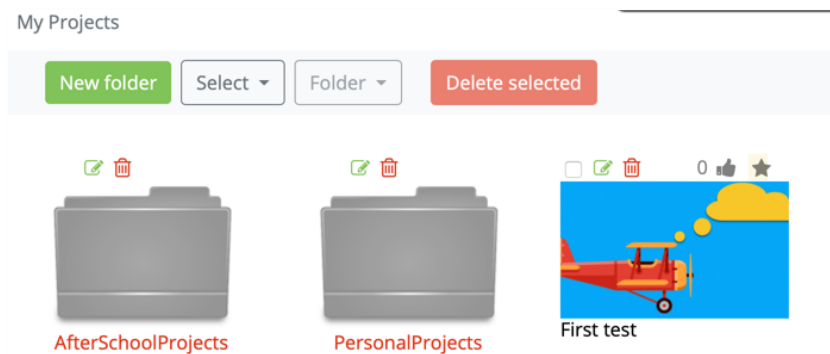 My Projects
New folder Select Folder Delete selected
0
AfterSchoolProjects PersonalProjects First test